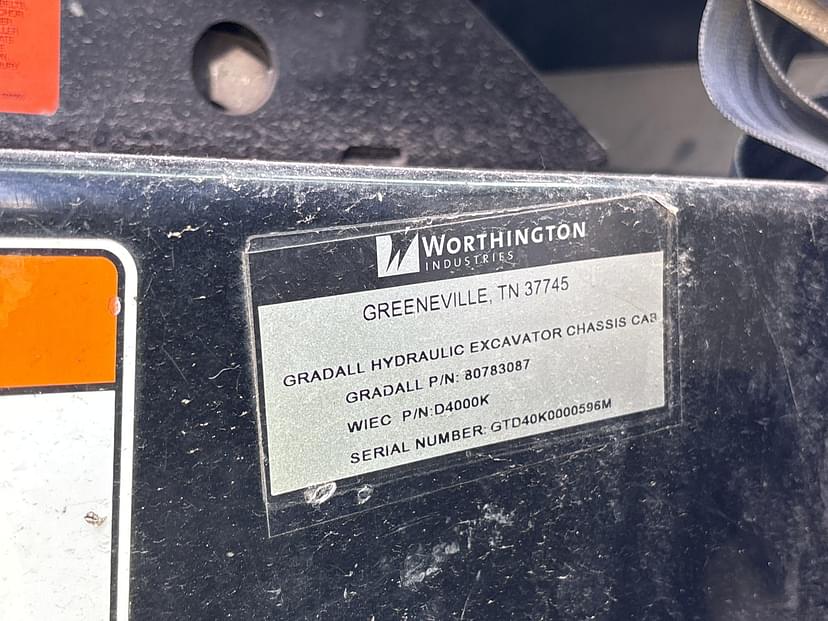 WORTHINGTON
INDUSTRIES
GREENEVILLE, TN 37745
GRADALL HYDRAULIC EXCAVATOR CHASSIS CAB
GRADALL P/N: 80783087
WIEC P/N:D4000K
SERIAL NUMBER: GTD40K0000596M